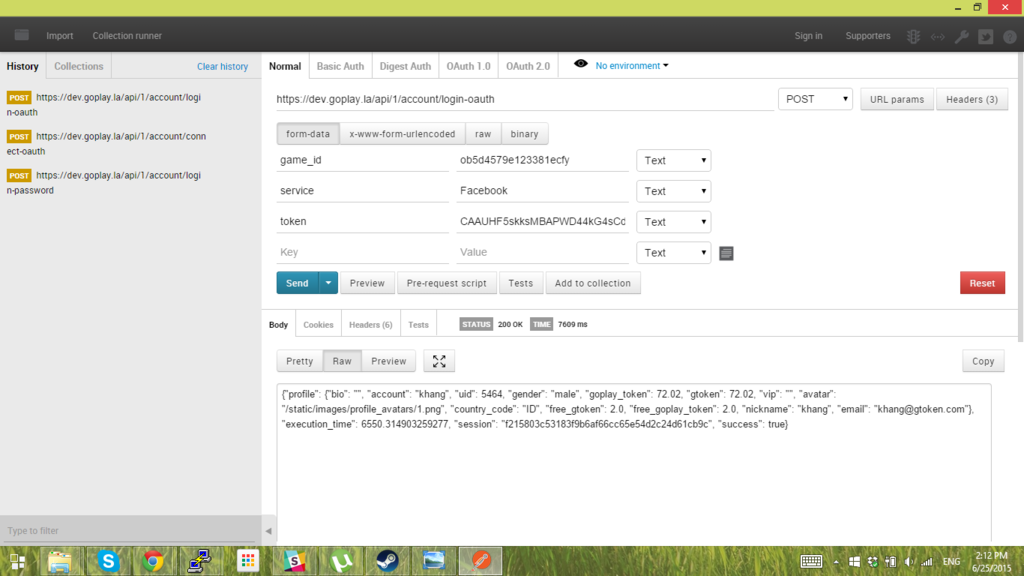 Import
Collection runner
Sign in
Supporters
History
Collections
Clear history
POST https://dev.goplay.la/api/1/account/logi
n-oauth
POST https://dev.goplay.la/api/1/account/conn
ect-oauth
POST https://dev.goplay.la/api/1/account/logi
n-password
Type to filter
Normal
Basic Auth
Digest Auth
OAuth 1.0
OAuth 2.0
No environment
https://dev.goplay.la/api/1/account/login-oauth
POST
URL params
Headers (3)
form-data
x-www-form-urlencoded
raw
binary
game_id ob5d4579e123381ecfy Text
service Facebook Text
token CAAUHF5skksMBAPWD44kG4sCd Text
Key Value Text
Send
Preview
Pre-request script
Tests
Add to collection
Reset
Body
Cookies
Headers (6)
Tests
STATUS 200 OK TIME 7609 ms
Pretty
Raw
Preview
Copy
{"profile": {"bio": "", "account": "khang", "uid": 5464, "gender": "male", "goplay_token": 72.02, "gtoken": 72.02, "vip": "", "avatar":
"/static/images/profile_avatars/1.png", "country_code": "ID", "free_gtoken": 2.0, "free_goplay_token": 2.0, "nickname": "khang", "email": "khang@gtoken.com"},
"execution_time": 6550.314903259277, "session": "f215803c53183f9b6af66cc65e54d2c24d61cb9c", "success": true}
ENG
2:12 PM
6/25/2015